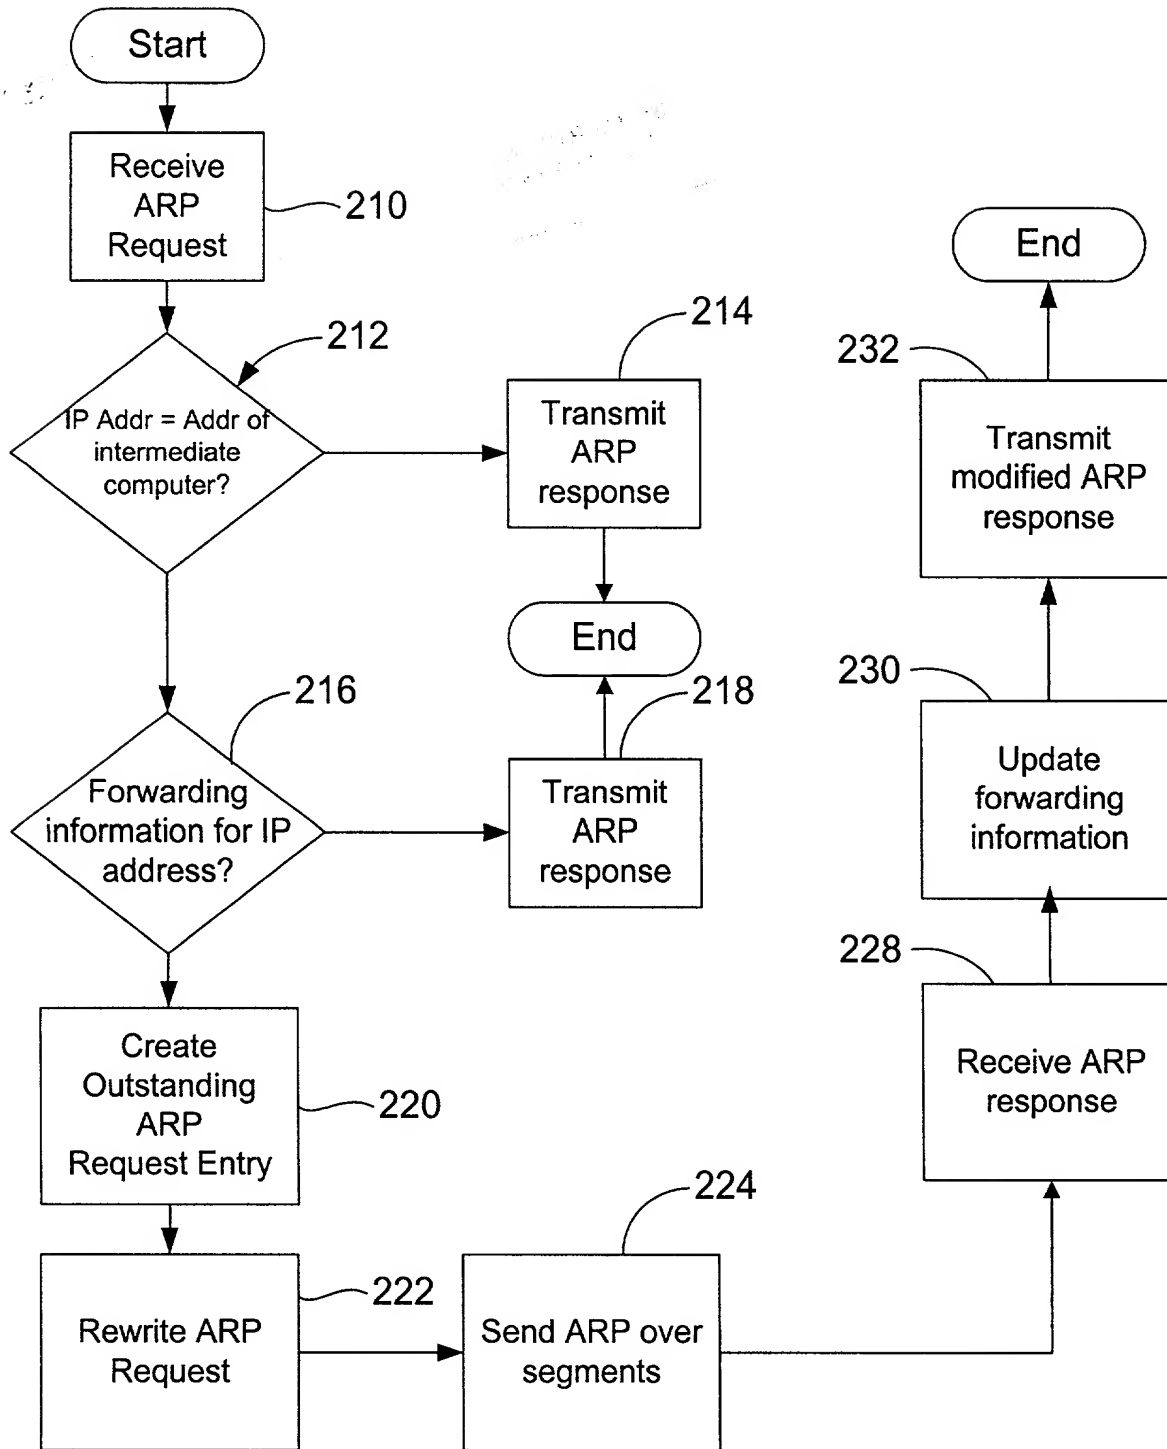 Start
Receive
ARP
Request
210
212
IP Addr = Addr of
intermediate
computer?
214
Transmit
ARP
response
End
216
Forwarding
information for IP
address?
218
Transmit
ARP
response
Create
Outstanding
ARP
Request Entry
220
222
Rewrite ARP
Request
224
Send ARP over
segments
228
Receive ARP
response
230
Update
forwarding
information
232
Transmit
modified ARP
response
End